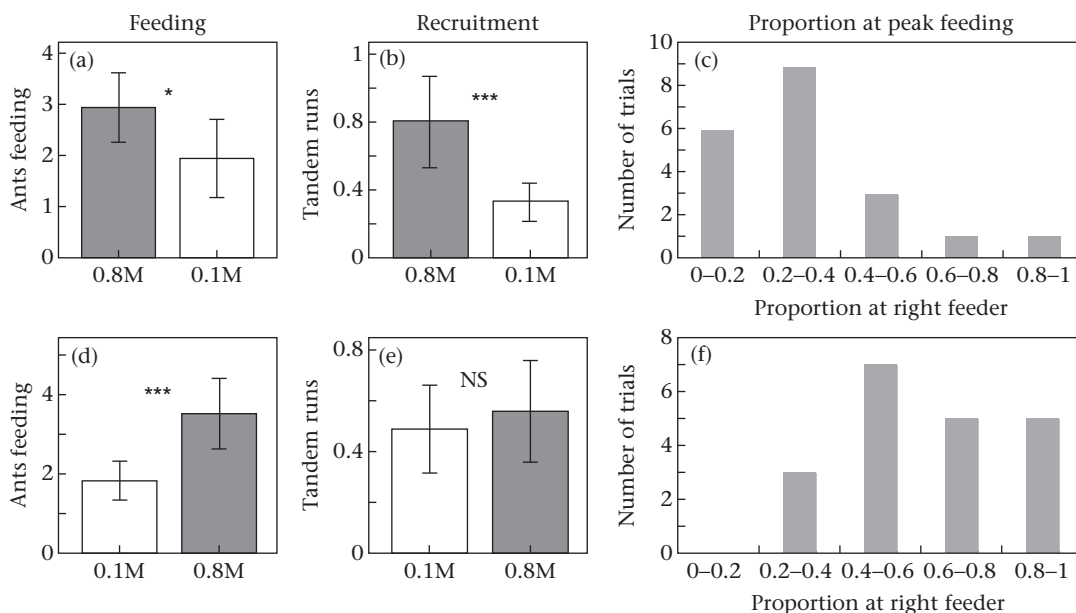 Feeding
Recruitment
Proportion at peak feeding
(a)
Ants feeding
4
3
2
1
0
*
0.8M 0.1M
(b)
Tandem runs
1
0.8
0.4
0
***
0.8M 0.1M
(c)
Number of trials
10
8
6
4
2
0
0–0.2 0.2–0.4 0.4–0.6 0.6–0.8 0.8–1
Proportion at right feeder
(d)
Ants feeding
4
2
0
***
0.1M 0.8M
(e)
Tandem runs
0.8
0.4
0
NS
0.1M 0.8M
(f)
Number of trials
8
6
4
2
0
0–0.2 0.2–0.4 0.4–0.6 0.6–0.8 0.8–1
Proportion at right feeder